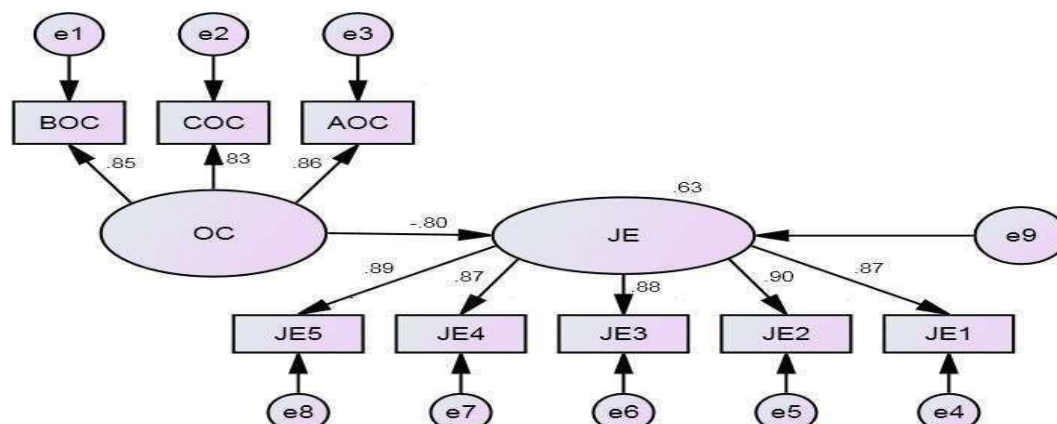 e1 e2 e3
BOC COC AOC
.85 .83 .86
.63
OC -.80 JE e9
.89 .87 .88 .90 .87
JE5 JE4 JE3 JE2 JE1
e8 e7 e6 e5 e4